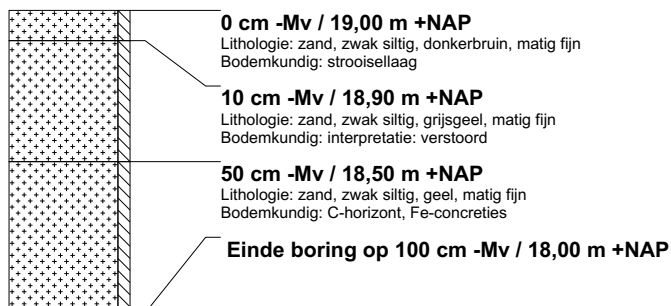 0 cm -Mv / 19,00 m +NAP
Lithologie: zand, zwak siltig, donkerbruin, matig fijn
Bodemkundig: strooisellaag
10 cm -Mv / 18,90 m +NAP
Lithologie: zand, zwak siltig, grijsgeel, matig fijn
Bodemkundig: interpretatie: verstoord
50 cm -Mv / 18,50 m +NAP
Lithologie: zand, zwak siltig, geel, matig fijn
Bodemkundig: C-horizont, Fe-concreties
Einde boring op 100 cm -Mv / 18,00 m +NAP